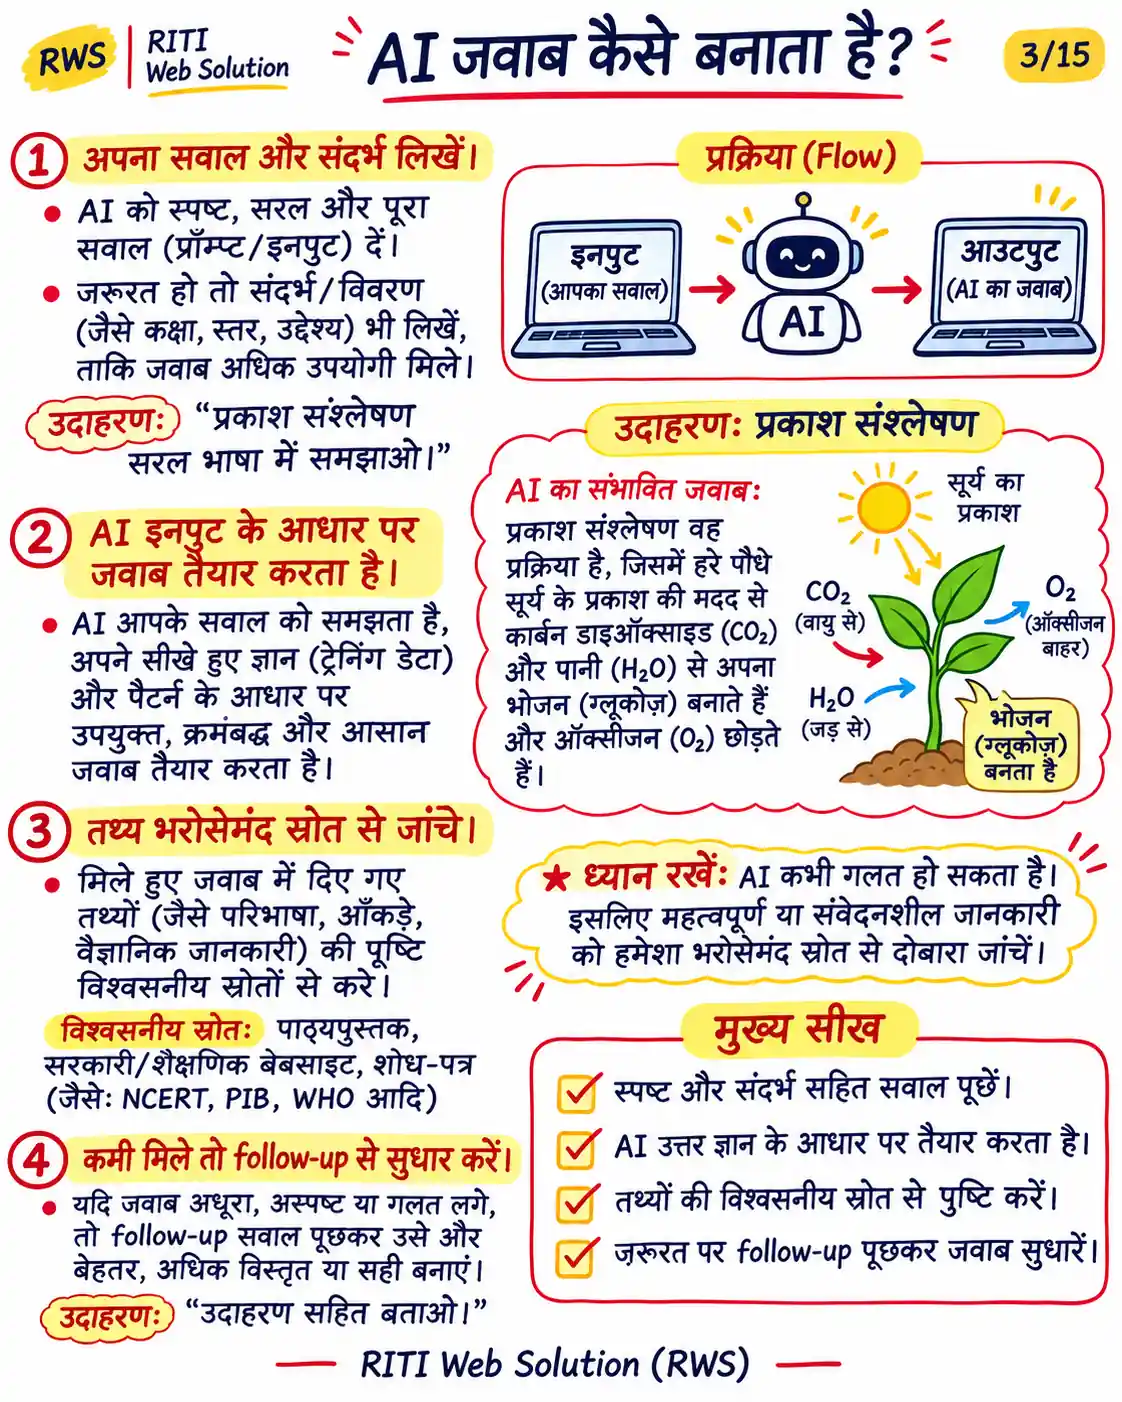 RWS
RITI
Web Solution
AI जवाब कैसे बनाता है?
3/15
1 अपना सवाल और संदर्भ लिखें।
• AI को स्पष्ट, सरल और पूरा
सवाल (प्रॉम्प्ट/इनपुट) दें।
• जरूरत हो तो संदर्भ/विवरण
(जैसे कक्षा, स्तर, उद्देश्य) भी लिखें,
ताकि जवाब अधिक उपयोगी मिले।
उदाहरण: “प्रकाश संश्लेषण
सरल भाषा में समझाओ।”
2 AI इनपुट के आधार पर
जवाब तैयार करता है।
• AI आपके सवाल को समझता है,
अपने सीखे हुए ज्ञान (ट्रेनिंग डेटा)
और पैटर्न के आधार पर
उपयुक्त, क्रमबद्ध और आसान
जवाब तैयार करता है।
3 तथ्य भरोसेमंद स्रोत से जांचे।
• मिले हुए जवाब में दिए गए
तथ्यों (जैसे परिभाषा, आँकड़े,
वैज्ञानिक जानकारी) की पूष्टि
विश्वसनीय स्रोतों से करे।
विश्वसनीय स्रोत: पाठ्यपुस्तक,
सरकारी/शैक्षणिक बेबसाइट, शोध-पत्र
(जैसे: NCERT, PIB, WHO आदि)
4 कमी मिले तो follow-up से सुधार करें।
• यदि जवाब अधूरा, अस्पष्ट या गलत लगे,
तो follow-up सवाल पूछकर उसे और
बेहतर, अधिक विस्तृत या सही बनाएं।
उदाहरण: “उदाहरण सहित बताओ।”
प्रक्रिया (Flow)
इनपुट
(आपका सवाल)
AI
आउटपुट
(AI का जवाब)
उदाहरण: प्रकाश संश्लेषण
AI का संभावित जवाब:
प्रकाश संश्लेषण वह
प्रक्रिया है, जिसमें हरे पौधे
सूर्य के प्रकाश की मदद से
कार्बन डाइऑक्साइड (CO₂)
और पानी (H₂O) से अपना
भोजन (ग्लूकोज़) बनाते हैं
और ऑक्सीजन (O₂) छोड़ते
हैं।
सूर्य का
प्रकाश
CO₂
(वायु से)
H₂O
(जड़ से)
O₂
(ऑक्सीजन
बाहर)
भोजन
(ग्लूकोज़)
बनता है
★ ध्यान रखें: AI कभी गलत हो सकता है।
इसलिए महत्वपूर्ण या संवेदनशील जानकारी
को हमेशा भरोसेमंद स्रोत से दोबारा जांचें।
मुख्य सीख
स्पष्ट और संदर्भ सहित सवाल पूछें।
AI उत्तर ज्ञान के आधार पर तैयार करता है।
तथ्यों की विश्वसनीय स्रोत से पुष्टि करें।
ज़रूरत पर follow-up पूछकर जवाब सुधारें।
RITI Web Solution (RWS)